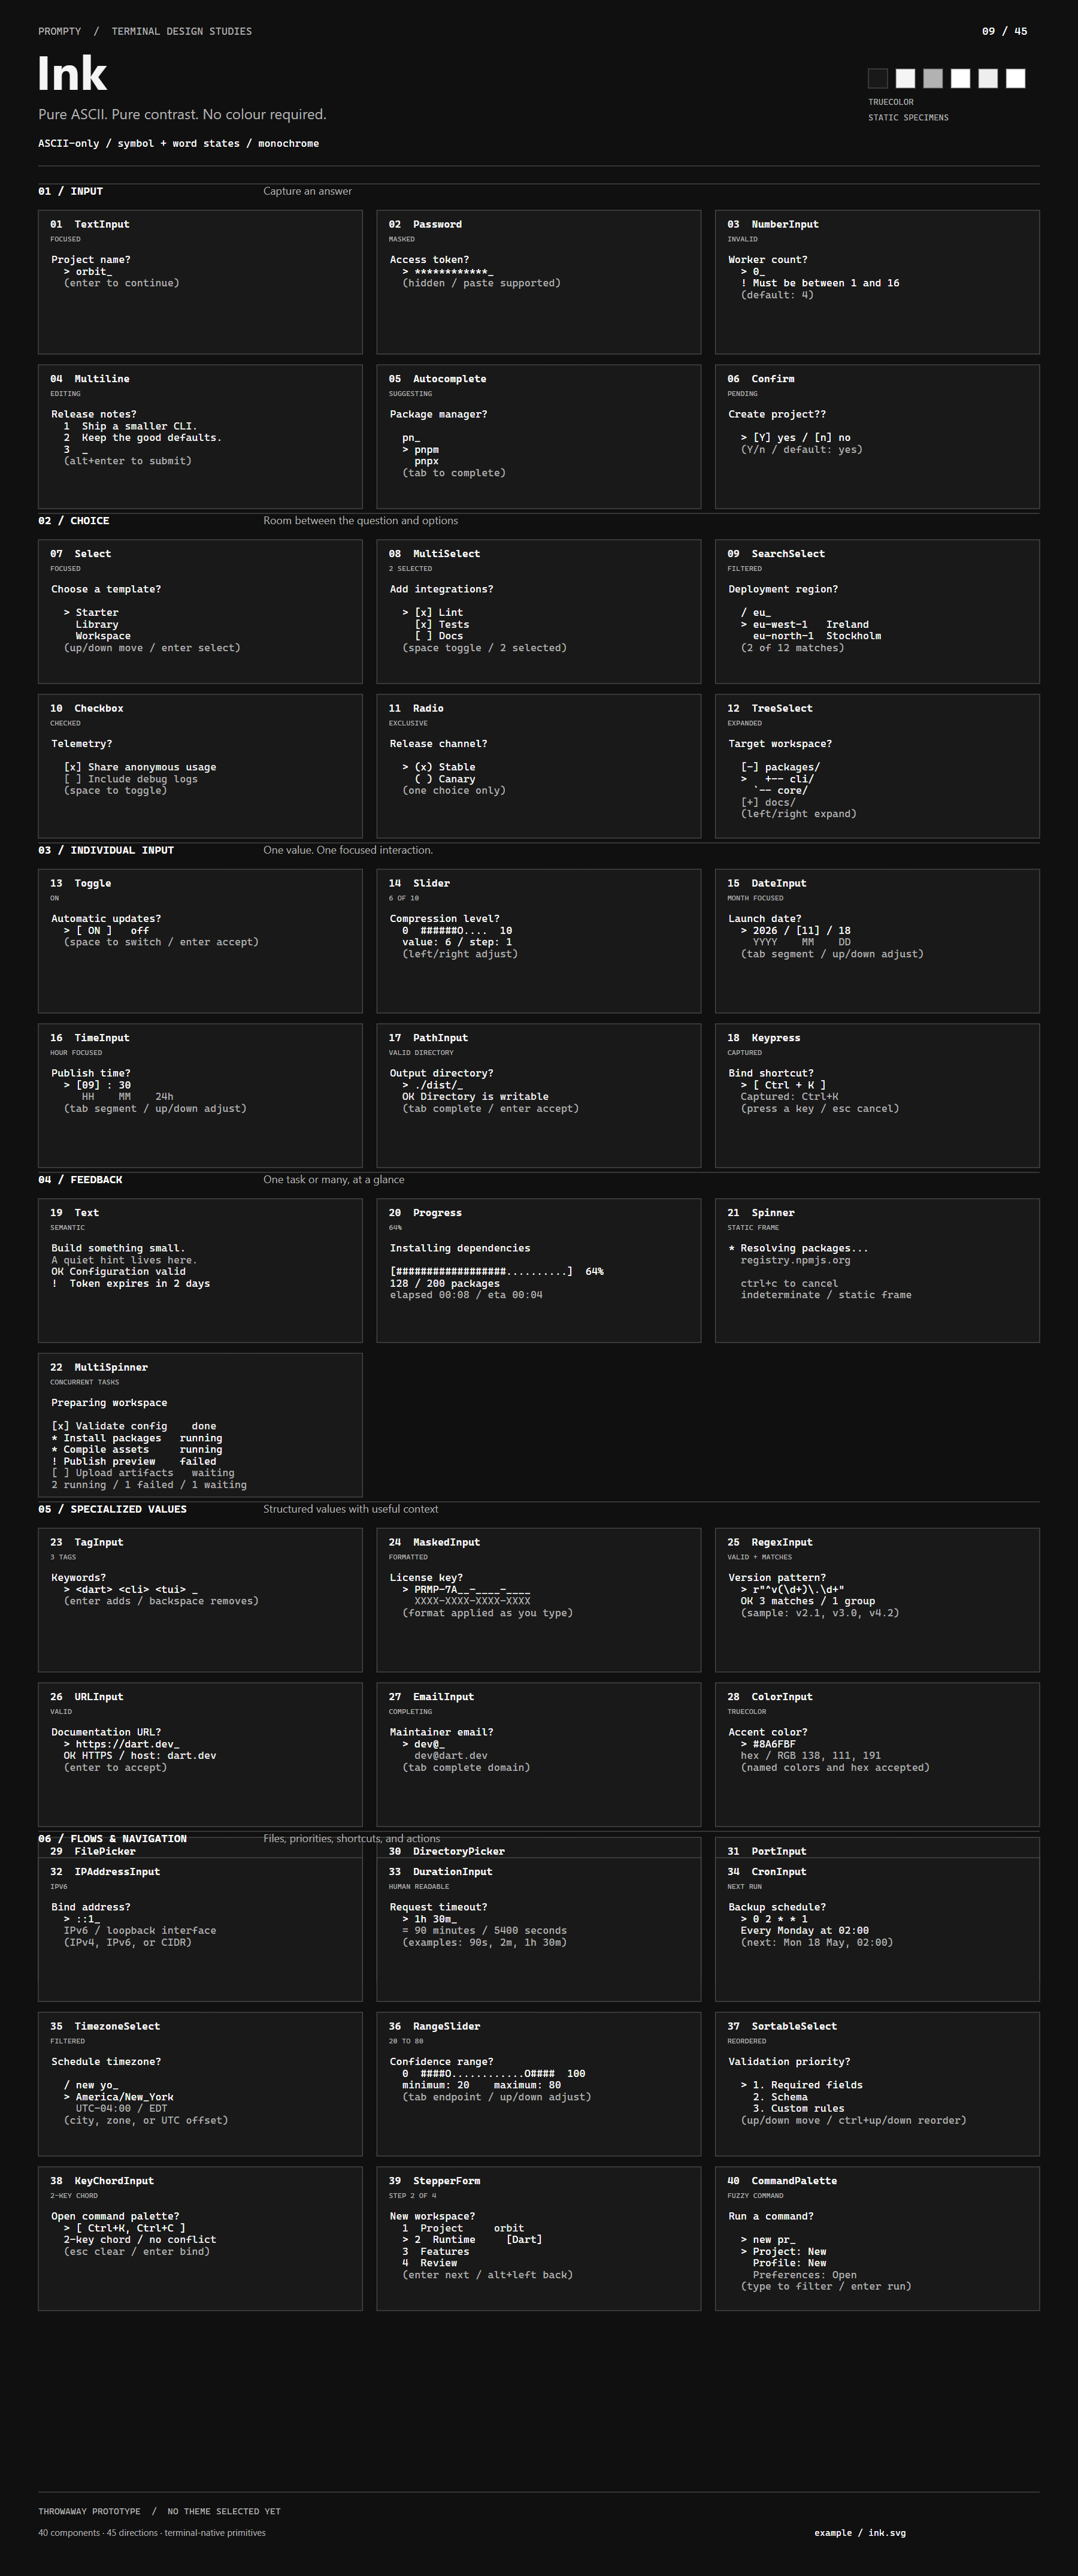 PROMPTY / TERMINAL DESIGN STUDIES
09 / 45
Ink
Pure ASCII. Pure contrast. No colour required.
TRUECOLOR
STATIC SPECIMENS
ASCII-only / symbol + word states / monochrome
01 / INPUT
Capture an answer
01 TextInput
FOCUSED
Project name?
> orbit_
(enter to continue)
02 Password
MASKED
Access token?
> ************_
(hidden / paste supported)
03 NumberInput
INVALID
Worker count?
> 0_
! Must be between 1 and 16
(default: 4)
04 Multiline
EDITING
Release notes?
1 Ship a smaller CLI.
2 Keep the good defaults.
3 _
(alt+enter to submit)
05 Autocomplete
SUGGESTING
Package manager?
pn_
> pnpm
pnpx
(tab to complete)
06 Confirm
PENDING
Create project??
> [Y] yes / [n] no
(Y/n / default: yes)
02 / CHOICE
Room between the question and options
07 Select
FOCUSED
Choose a template?
> Starter
Library
Workspace
(up/down move / enter select)
08 MultiSelect
2 SELECTED
Add integrations?
> [x] Lint
[x] Tests
[ ] Docs
(space toggle / 2 selected)
09 SearchSelect
FILTERED
Deployment region?
/ eu_
> eu-west-1 Ireland
eu-north-1 Stockholm
(2 of 12 matches)
10 Checkbox
CHECKED
Telemetry?
[x] Share anonymous usage
[ ] Include debug logs
(space to toggle)
11 Radio
EXCLUSIVE
Release channel?
> (x) Stable
( ) Canary
(one choice only)
12 TreeSelect
EXPANDED
Target workspace?
[-] packages/
> +-- cli/
`-- core/
[+] docs/
(left/right expand)
03 / INDIVIDUAL INPUT
One value. One focused interaction.
13 Toggle
ON
Automatic updates?
> [ ON ] off
(space to switch / enter accept)
14 Slider
6 OF 10
Compression level?
0 ######O.... 10
value: 6 / step: 1
(left/right adjust)
15 DateInput
MONTH FOCUSED
Launch date?
> 2026 / [11] / 18
YYYY MM DD
(tab segment / up/down adjust)
16 TimeInput
HOUR FOCUSED
Publish time?
> [09] : 30
HH MM 24h
(tab segment / up/down adjust)
17 PathInput
VALID DIRECTORY
Output directory?
> ./dist/_
OK Directory is writable
(tab complete / enter accept)
18 Keypress
CAPTURED
Bind shortcut?
> [ Ctrl + K ]
Captured: Ctrl+K
(press a key / esc cancel)
04 / FEEDBACK
One task or many, at a glance
19 Text
SEMANTIC
Build something small.
A quiet hint lives here.
OK Configuration valid
! Token expires in 2 days
20 Progress
64%
Installing dependencies
[###################..........] 64%
128 / 200 packages
elapsed 00:08 / eta 00:04
21 Spinner
STATIC FRAME
* Resolving packages...
registry.npmjs.org
ctrl+c to cancel
indeterminate / static frame
22 MultiSpinner
CONCURRENT TASKS
Preparing workspace
[x] Validate config done
* Install packages running
* Compile assets running
! Publish preview failed
[ ] Upload artifacts waiting
2 running / 1 failed / 1 waiting
05 / SPECIALIZED VALUES
Structured values with useful context
23 TagInput
3 TAGS
Keywords?
> <dart> <cli> <tui> _
(enter adds / backspace removes)
24 MaskedInput
FORMATTED
License key?
> PRMP-7A__-____-____
XXXX-XXXX-XXXX-XXXX
(format applied as you type)
25 RegexInput
VALID + MATCHES
Version pattern?
> r"^v(\d+)\.\d+"
OK 3 matches / 1 group
(sample: v2.1, v3.0, v4.2)
26 URLInput
VALID
Documentation URL?
> https://dart.dev_
OK HTTPS / host: dart.dev
(enter to accept)
27 EmailInput
COMPLETING
Maintainer email?
> dev@_
dev@dart.dev
(tab complete domain)
28 ColorInput
TRUECOLOR
Accent color?
> #8A6FBF
hex / RGB 138, 111, 191
(named colors and hex accepted)
06 / FLOWS & NAVIGATION
Files, priorities, shortcuts, and actions
29 FilePicker
30 DirectoryPicker
31 PortInput
32 IPAddressInput
IPV6
Bind address?
> ::1_
IPv6 / loopback interface
(IPv4, IPv6, or CIDR)
33 DurationInput
HUMAN READABLE
Request timeout?
> 1h 30m_
= 90 minutes / 5400 seconds
(examples: 90s, 2m, 1h 30m)
34 CronInput
NEXT RUN
Backup schedule?
> 0 2 * * 1
Every Monday at 02:00
(next: Mon 18 May, 02:00)
35 TimezoneSelect
FILTERED
Schedule timezone?
/ new yo_
> America/New_York
UTC-04:00 / EDT
(city, zone, or UTC offset)
36 RangeSlider
20 TO 80
Confidence range?
0 ####O............O#### 100
minimum: 20 maximum: 80
(tab endpoint / up/down adjust)
37 SortableSelect
REORDERED
Validation priority?
> 1. Required fields
2. Schema
3. Custom rules
(up/down move / ctrl+up/down reorder)
38 KeyChordInput
2-KEY CHORD
Open command palette?
> [ Ctrl+K, Ctrl+C ]
2-key chord / no conflict
(esc clear / enter bind)
39 StepperForm
STEP 2 OF 4
New workspace?
1 Project orbit
> 2 Runtime [Dart]
3 Features
4 Review
(enter next / alt+left back)
40 CommandPalette
FUZZY COMMAND
Run a command?
> new pr_
> Project: New
Profile: New
Preferences: Open
(type to filter / enter run)
THROWAWAY PROTOTYPE / NO THEME SELECTED YET
40 components · 45 directions · terminal-native primitives
example / ink.svg